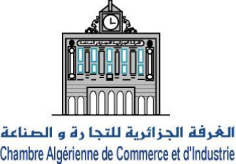 الغرفة الجزائرية للتجارة و الصناعة
Chambre Algérienne de Commerce et d'Industrie